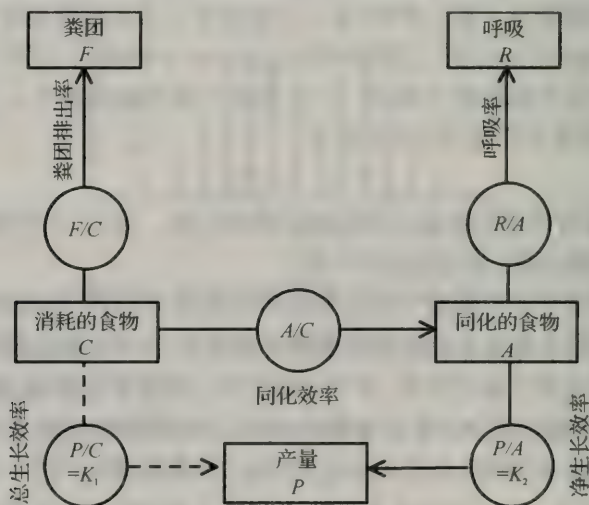 粪团
F
呼吸
R
粪团排出率
呼吸率
F/C
R/A
消耗的食物
C
A/C
同化的食物
A
同化效率
总生长效率
P/C
=K₁
产量
P
P/A
=K₂
净生长效率